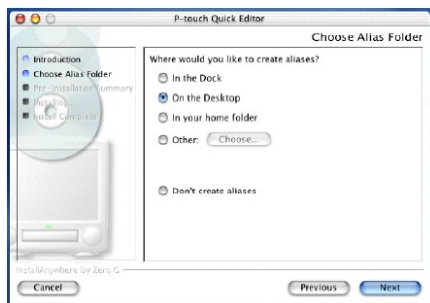 P-touch Quick Editor
Choose Alias Folder
Introduction
Choose Alias Folder
Pre-Installation Summary
Installing...
Install Complete
Where would you like to create aliases?
In the Dock
On the Desktop
In your home folder
Other: Choose...
Don't create aliases
InstallAnywhere by Zero G
Cancel
Previous Next